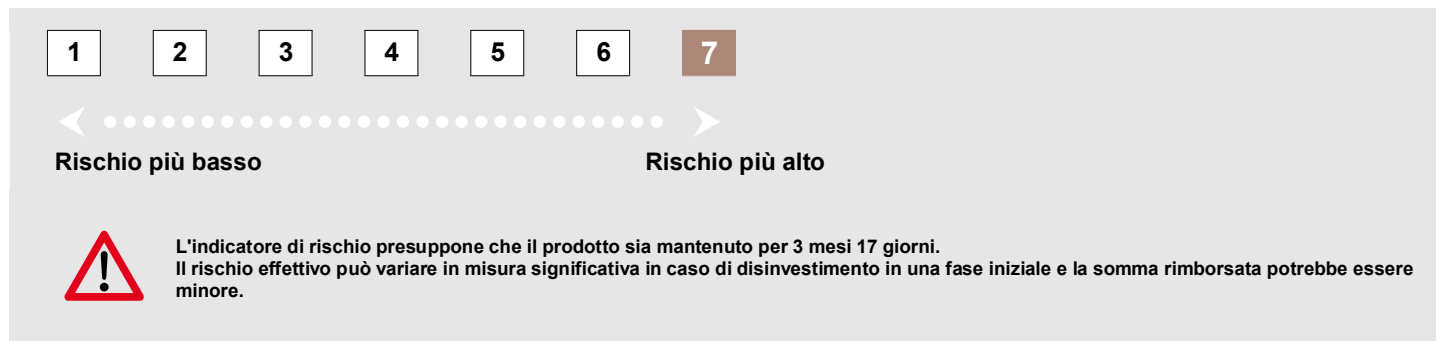 1 2 3 4 5 6 7
Rischio più basso Rischio più alto
L'indicatore di rischio presuppone che il prodotto sia mantenuto per 3 mesi 17 giorni.
Il rischio effettivo può variare in misura significativa in caso di disinvestimento in una fase iniziale e la somma rimborsata potrebbe essere
minore.